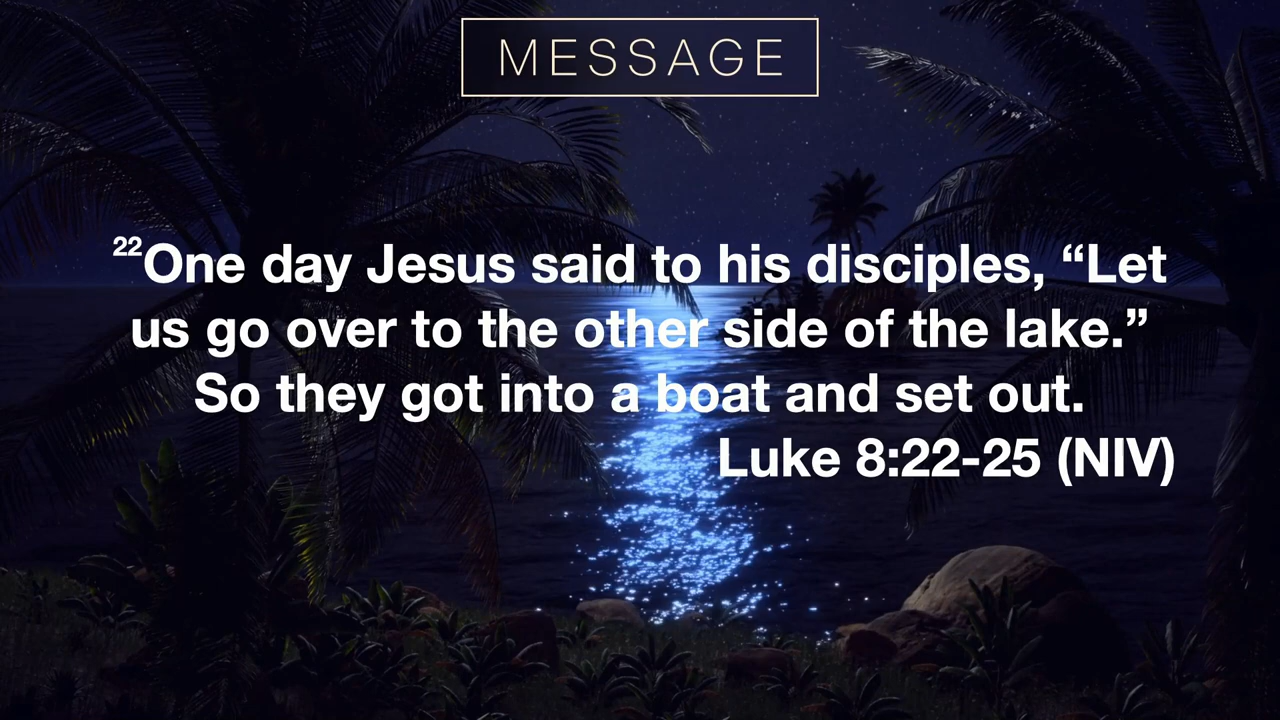 MESSAGE
22One day Jesus said to his disciples, “Let
us go over to the other side of the lake.”
So they got into a boat and set out.
Luke 8:22-25 (NIV)